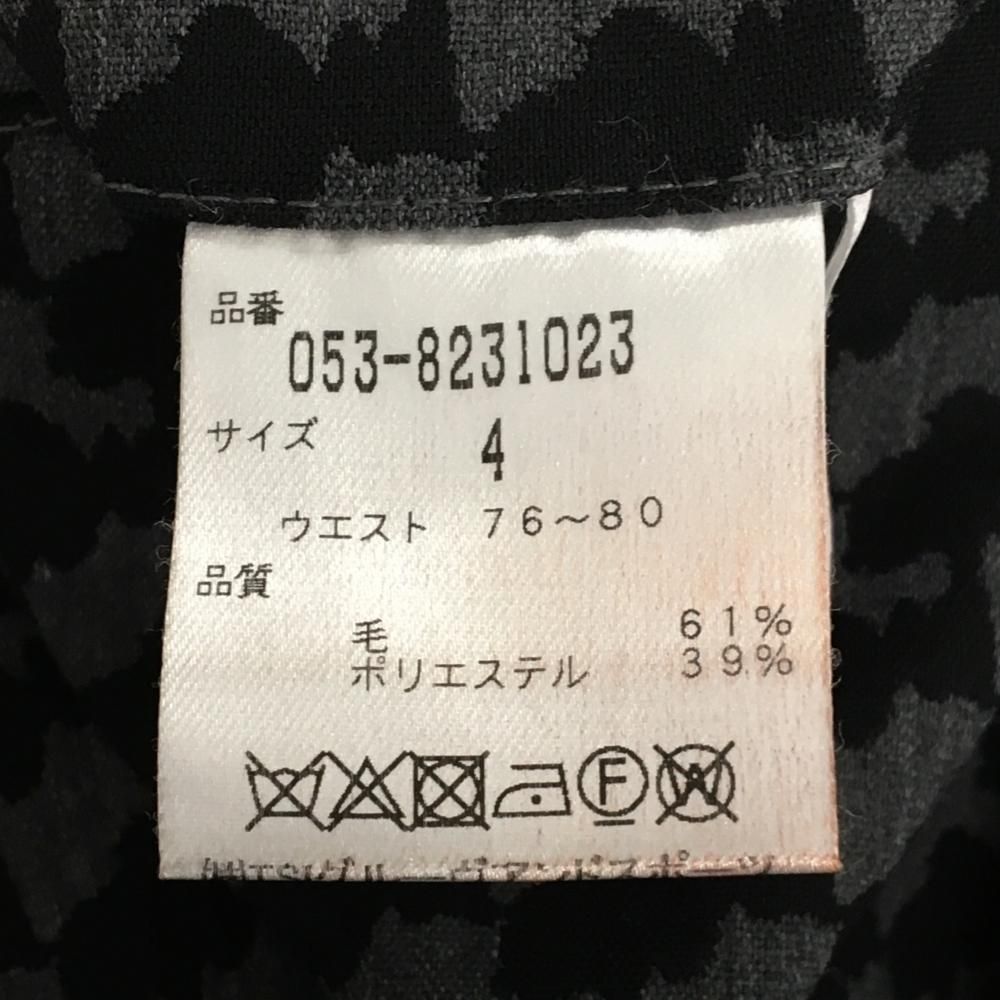 品番
053-8231023
サイズ 4
ウエスト 76～80
品質
毛 61%
ポリエステル 39%
F W